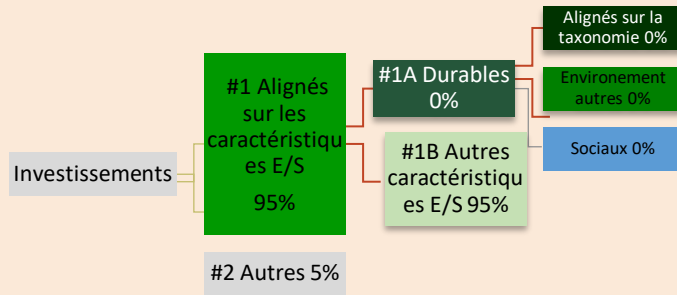 Investissements
#1 Alignés
sur les
caractéristiqu
es E/S
95%
#2 Autres 5%
#1A Durables
0%
#1B Autres
caractéristiqu
es E/S 95%
Alignés sur la
taxonomie 0%
Environement
autres 0%
Sociaux 0%